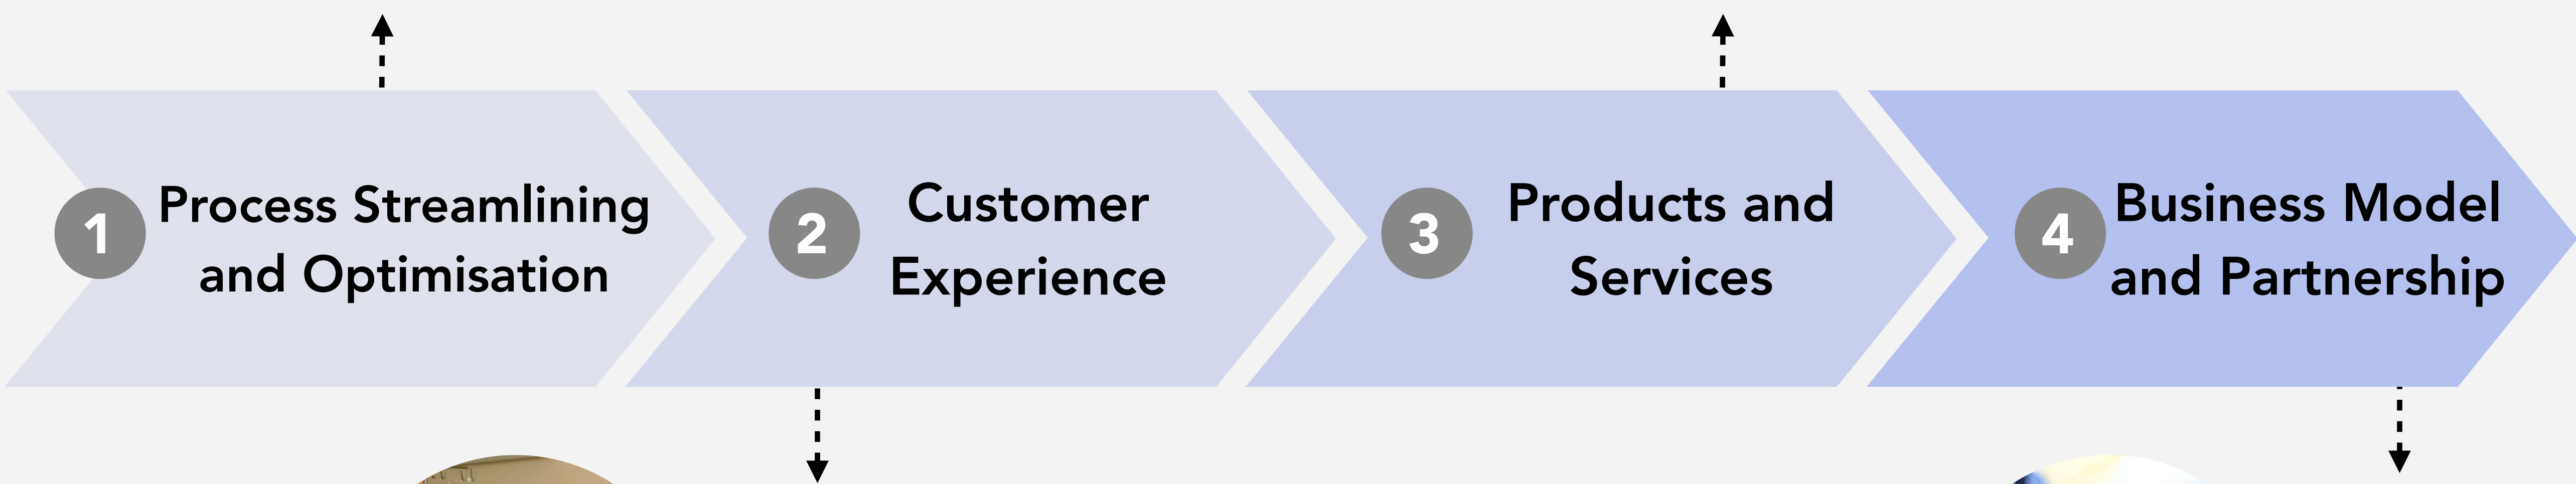 1
Process Streamlining
and Optimisation
2
Customer
Experience
3
Products and
Services
4
Business Model
and Partnership